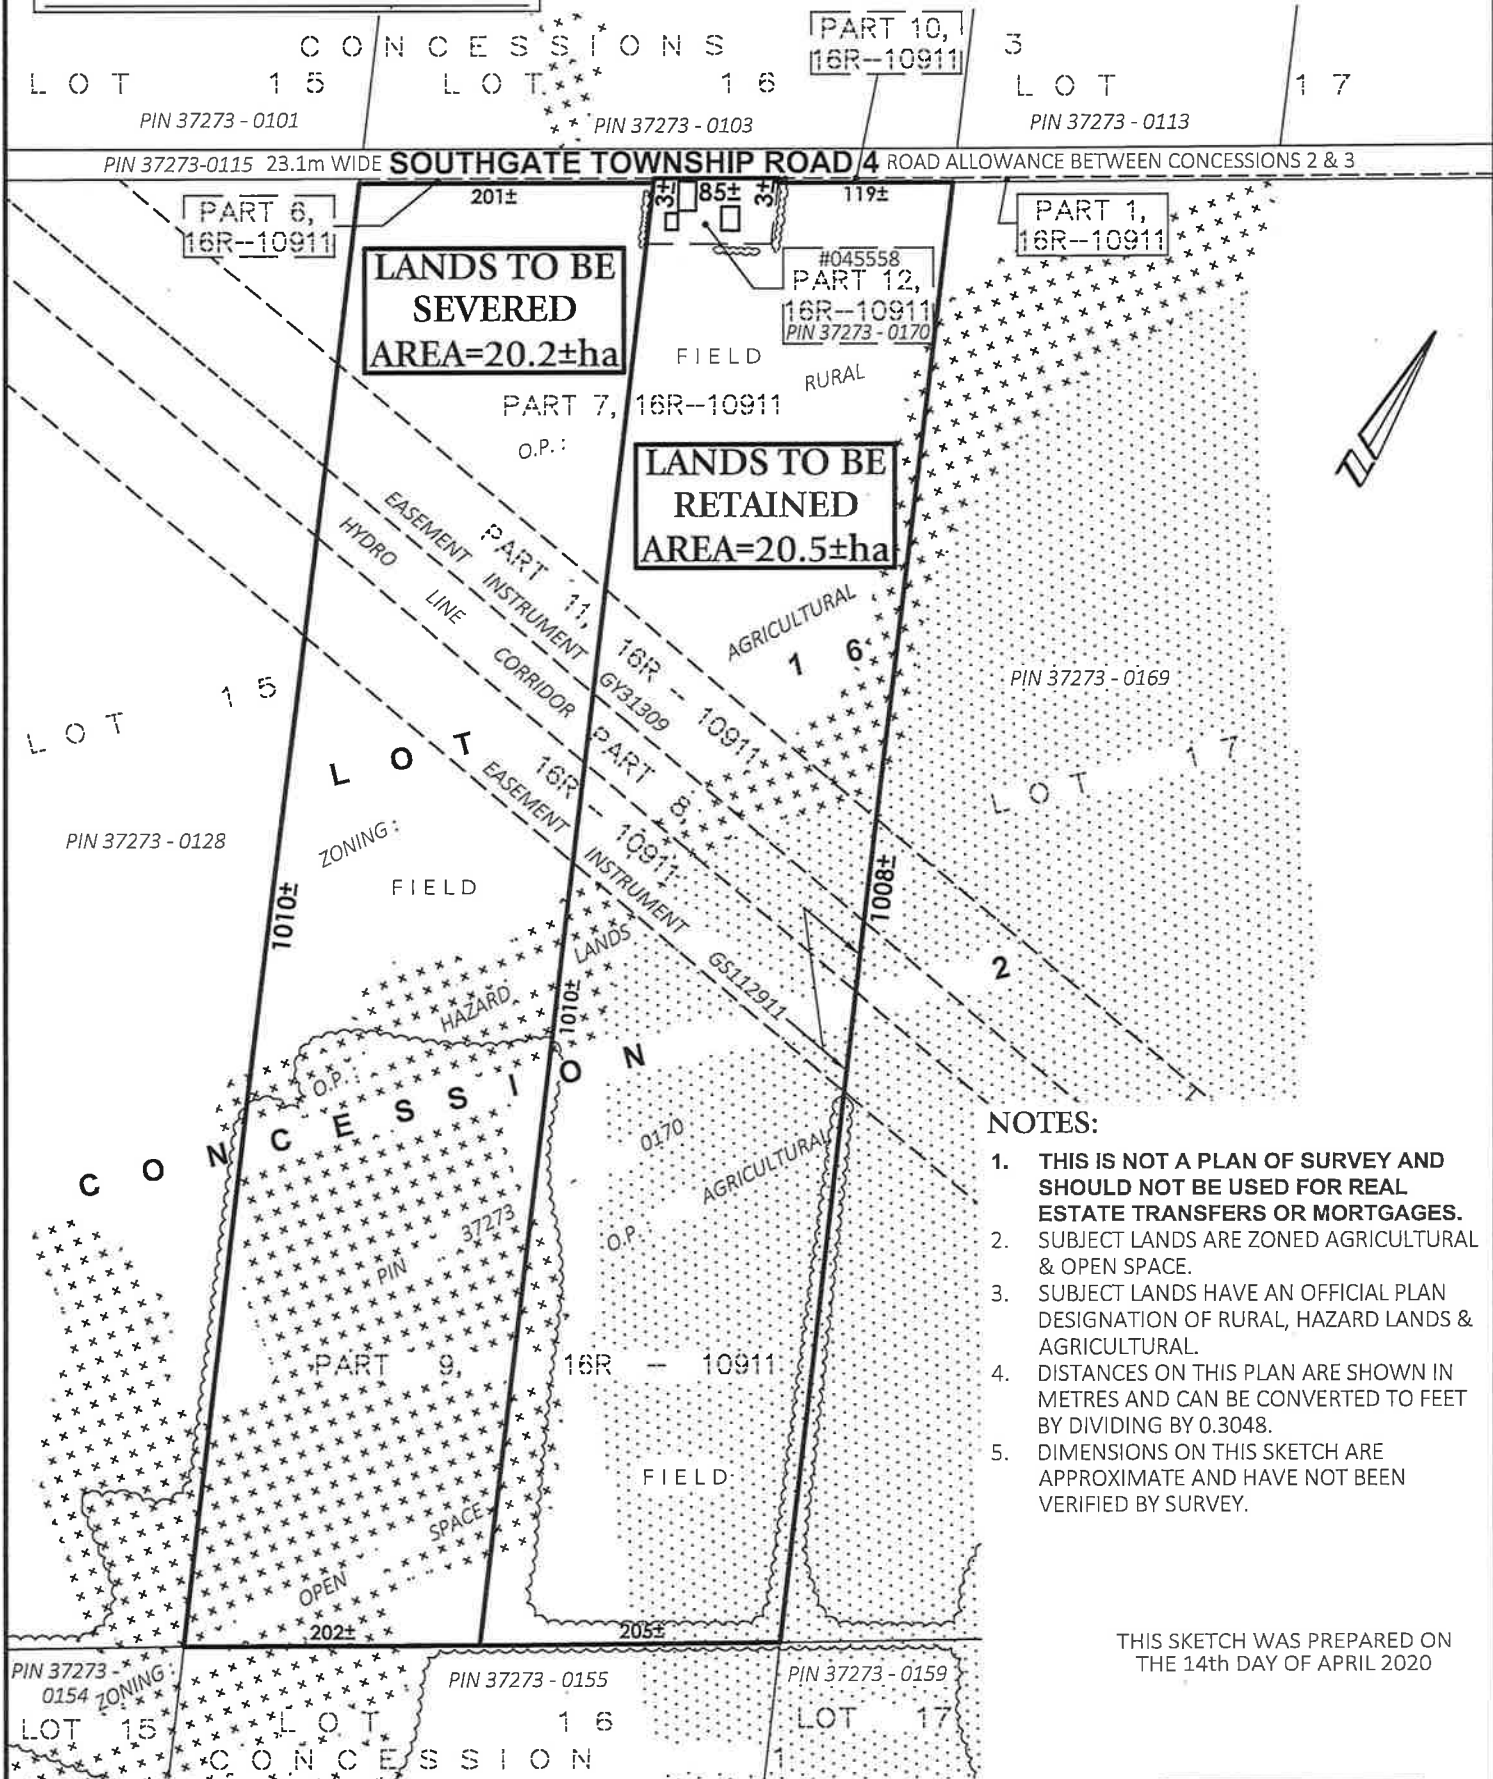 CONCESSIONS 3
LOT 15 LOT 16 LOT 17
PART 10,
16R--10911
PIN 37273 - 0101
PIN 37273 - 0103
PIN 37273 - 0113
PIN 37273-0115 23.1m WIDE SOUTHGATE TOWNSHIP ROAD 4 ROAD ALLOWANCE BETWEEN CONCESSIONS 2 & 3
201±
3±
85±
3±
119±
PART 6,
16R--10911
PART 1,
16R--10911
LANDS TO BE
SEVERED
AREA=20.2±ha
#045558
PART 12,
16R--10911
PIN 37273 - 0170
FIELD
RURAL
PART 7, 16R--10911
O.P. :
LANDS TO BE
RETAINED
AREA=20.5±ha
EASEMENT INSTRUMENT GY31309
PART 11, 16R -- 10911
HYDRO LINE CORRIDOR
PART 8, 16R -- 10911
AGRICULTURAL
LOT 16
PIN 37273 - 0169
LOT 15
LOT 17
EASEMENT INSTRUMENT GS112911
PIN 37273 - 0128
ZONING :
FIELD
1010±
1008±
HAZARD LANDS
1010±
2
O.P. :
CONCESSION
0170
AGRICULTURAL
O.P.
PIN 37273
PART 9, 16R -- 10911
FIELD
OPEN SPACE
202±
205±
NOTES:
1. THIS IS NOT A PLAN OF SURVEY AND
SHOULD NOT BE USED FOR REAL
ESTATE TRANSFERS OR MORTGAGES.
2. SUBJECT LANDS ARE ZONED AGRICULTURAL
& OPEN SPACE.
3. SUBJECT LANDS HAVE AN OFFICIAL PLAN
DESIGNATION OF RURAL, HAZARD LANDS &
AGRICULTURAL.
4. DISTANCES ON THIS PLAN ARE SHOWN IN
METRES AND CAN BE CONVERTED TO FEET
BY DIVIDING BY 0.3048.
5. DIMENSIONS ON THIS SKETCH ARE
APPROXIMATE AND HAVE NOT BEEN
VERIFIED BY SURVEY.
THIS SKETCH WAS PREPARED ON
THE 14th DAY OF APRIL 2020
PIN 37273 -
0154
ZONING :
PIN 37273 - 0155
PIN 37273 - 0159
LOT 15 LOT 16 LOT 17
CONCESSION 1
N